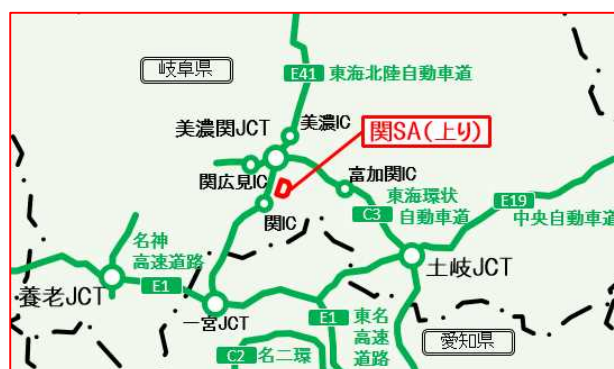 岐阜県
E41 東海北陸自動車道
美濃IC
美濃関JCT
関SA(上り)
関広見IC
富加関IC
関IC
東海環状
自動車道
C3
E19
中央自動車道
名神
高速道路
養老JCT
E1
土岐JCT
一宮JCT
E1
東名
高速
道路
愛知県
C2 名二環